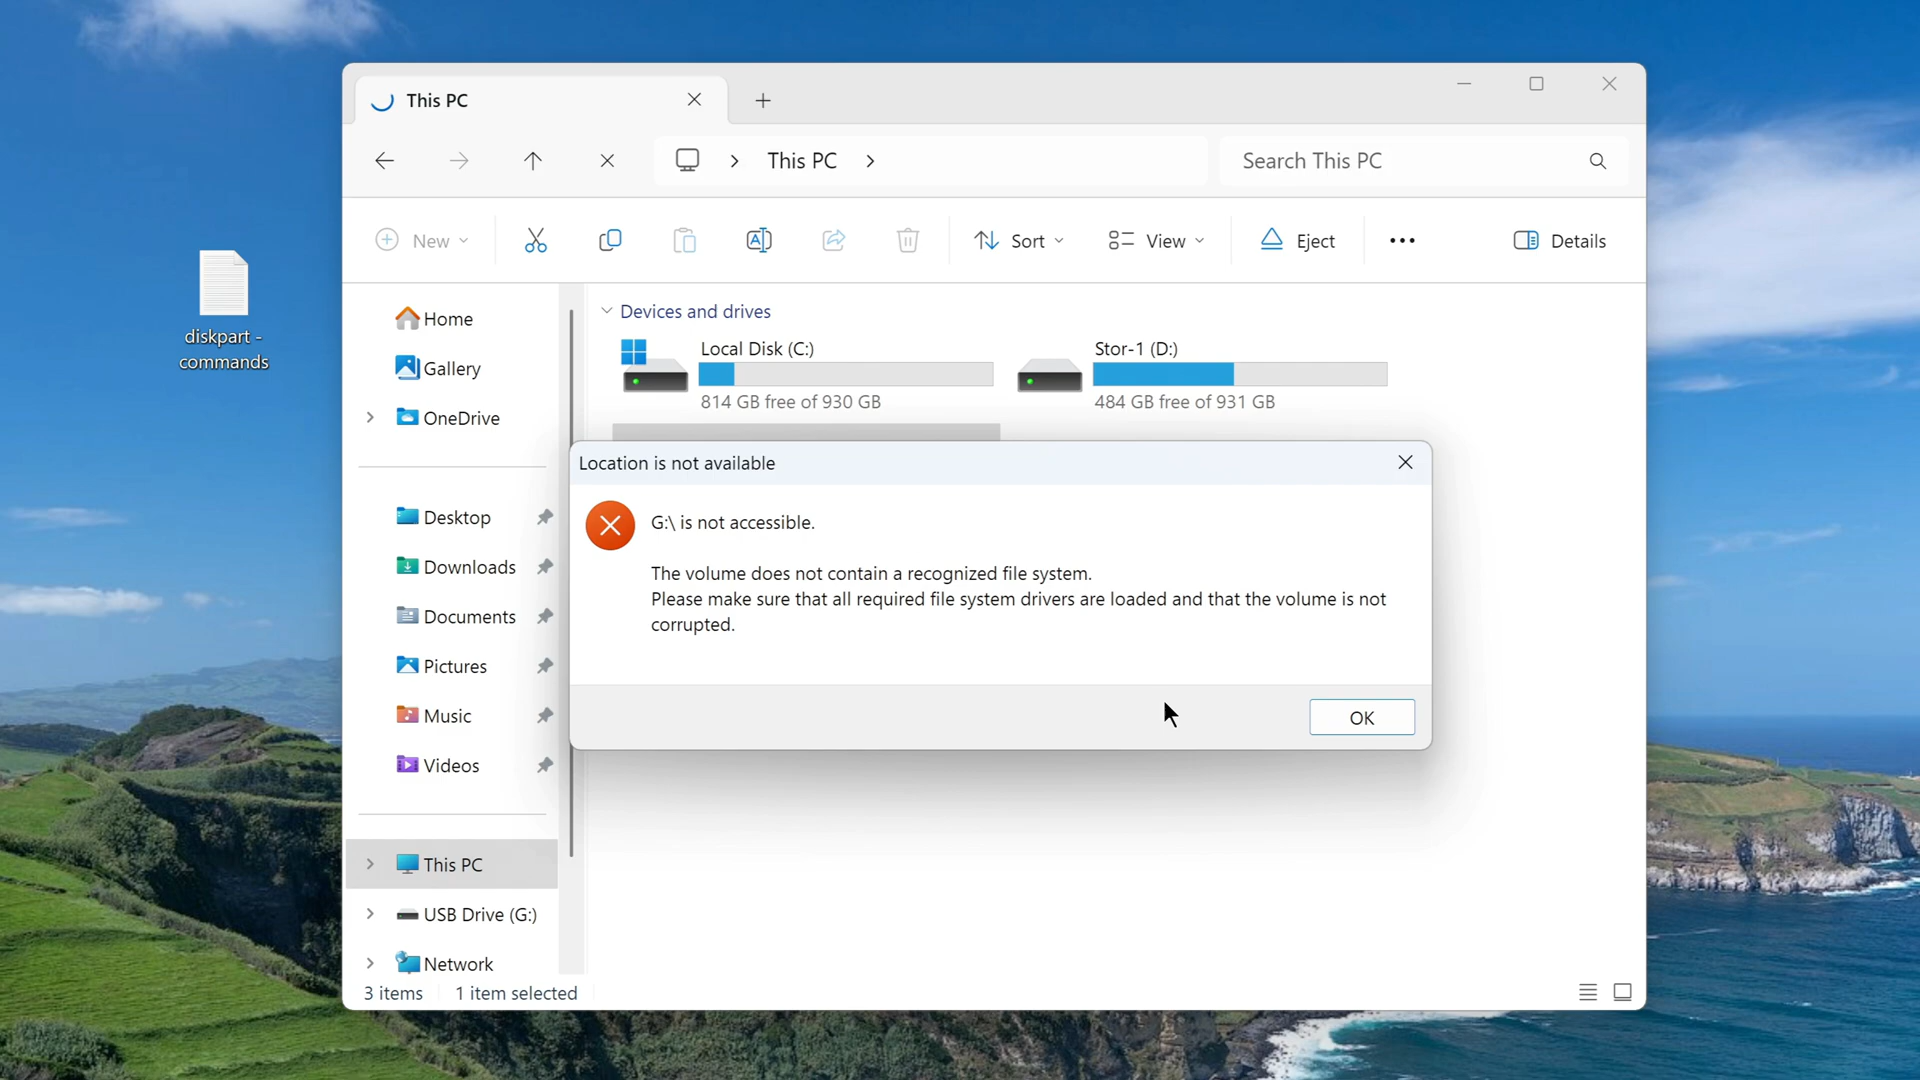 This PC
This PC
Search This PC
New
Sort
View
Eject
Details
diskpart -
commands
Home
Gallery
OneDrive
Desktop
Downloads
Documents
Pictures
Music
Videos
This PC
USB Drive (G:)
Network
Devices and drives
Local Disk (C:)
814 GB free of 930 GB
Stor-1 (D:)
484 GB free of 931 GB
Location is not available
G:\ is not accessible.
The volume does not contain a recognized file system.
Please make sure that all required file system drivers are loaded and that the volume is not
corrupted.
OK
3 items
1 item selected